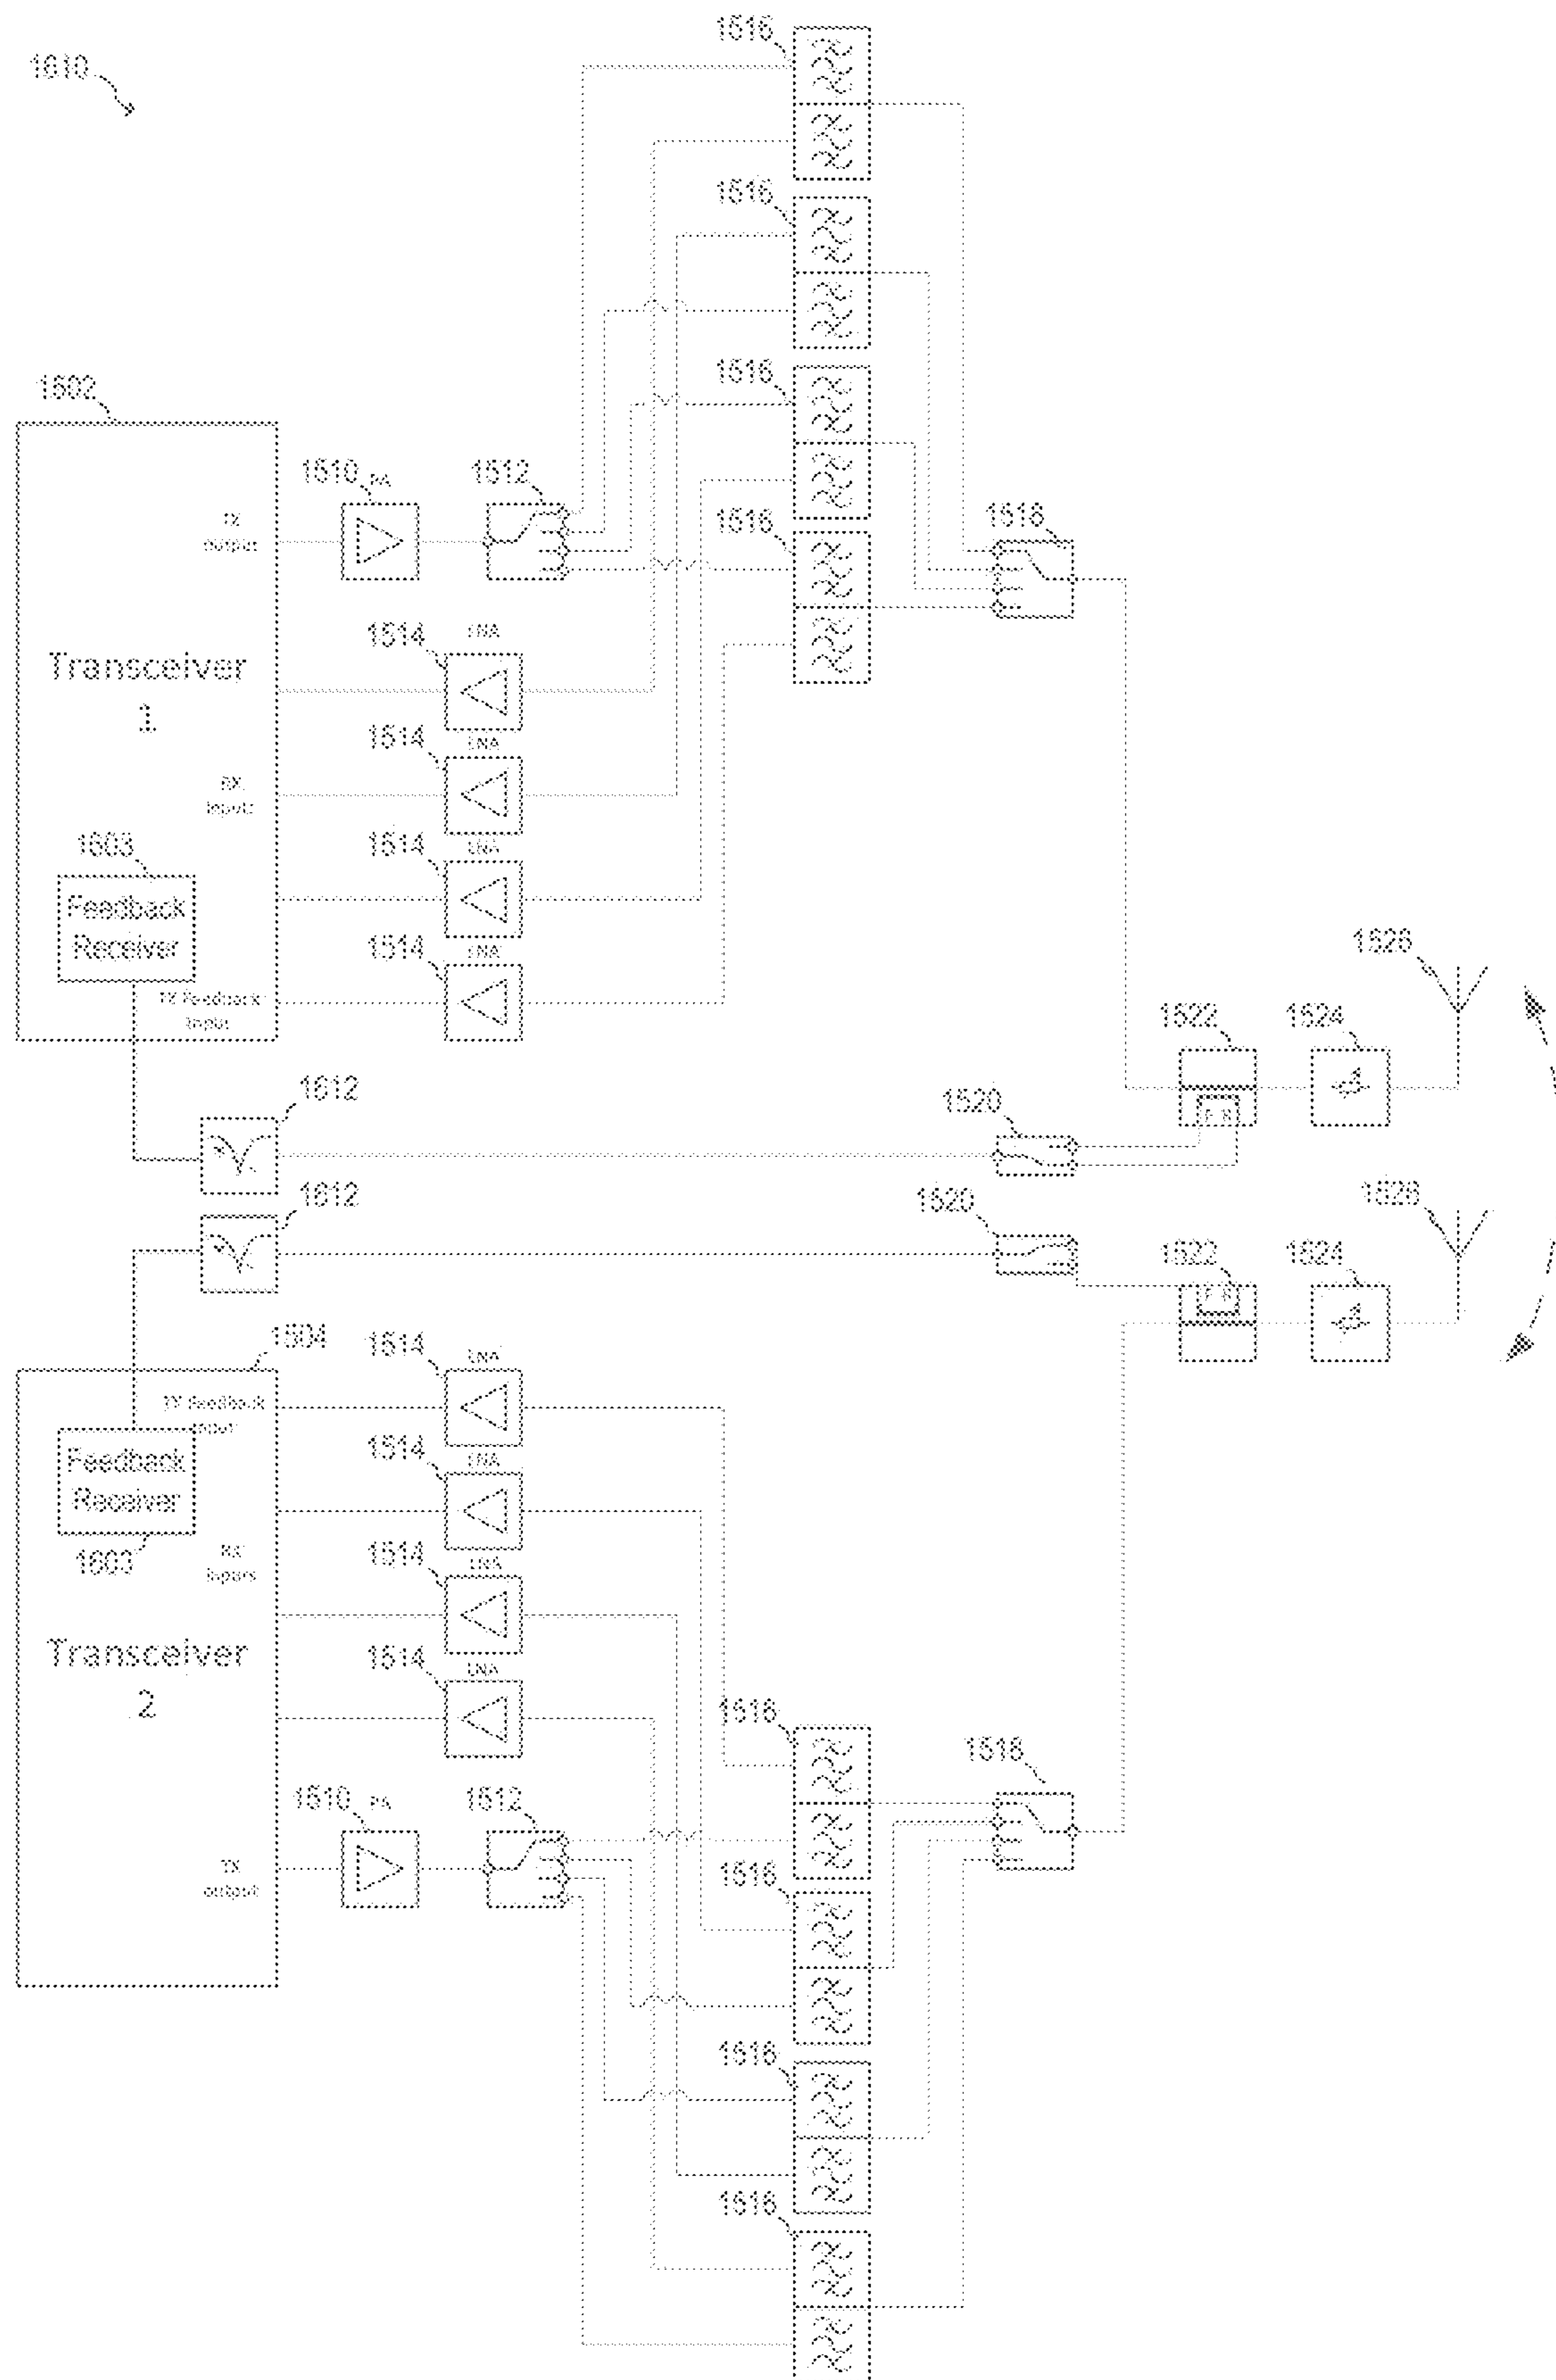 1610
1516
1516
1516
1516
1502
1510
PA
1512
1518
TX
output
Transceiver
1
1514
LNA
1514
LNA
1514
LNA
1514
LNA
RX
Inputs
1603
Feedback
Receiver
TX Feedback
Input
1526
1522
1524
F R
1612
1520
1612
1520
1526
1522
1524
F R
1504
TX Feedback
Input
1514
LNA
1514
LNA
1514
LNA
1514
LNA
Feedback
Receiver
1603
RX
Inputs
Transceiver
2
1516
1518
1510
PA
1512
TX
output
1516
1516
1516